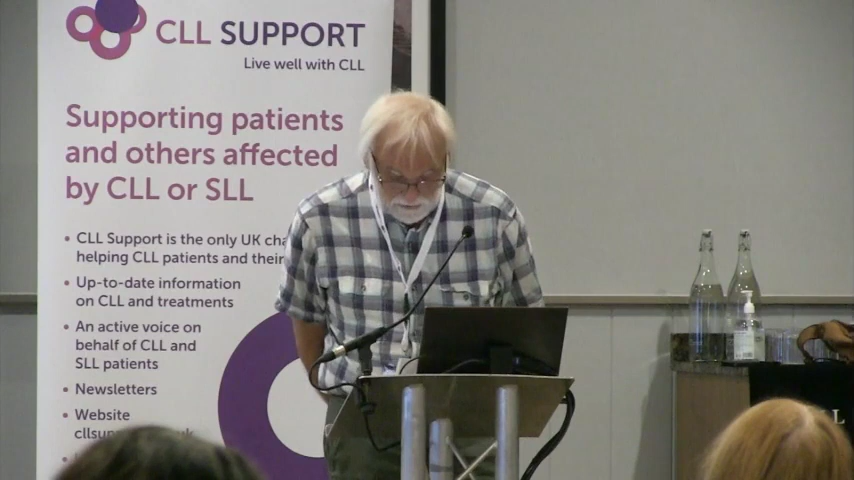 CLL SUPPORT
Live well with CLL
Supporting patients
and others affected
by CLL or SLL
• CLL Support is the only UK
helping CLL patients and their
• Up-to-date information
on CLL and treatments
• An active voice on
behalf of CLL and
SLL patients
• Newsletters
• Website
L